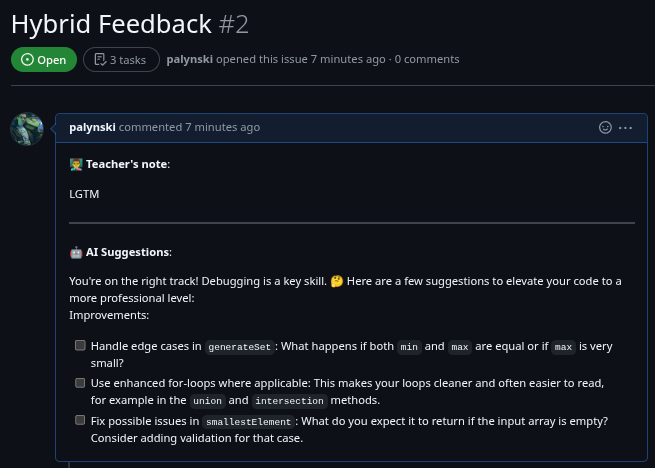 Hybrid Feedback #2
Open
3 tasks
palynski opened this issue 7 minutes ago · 0 comments
palynski commented 7 minutes ago
👨‍🏫 Teacher's note:
LGTM
🤖 AI Suggestions:
You're on the right track! Debugging is a key skill. 🤔 Here are a few suggestions to elevate your code to a
more professional level:
Improvements:
Handle edge cases in generateSet: What happens if both min and max are equal or if max is very
small?
Use enhanced for-loops where applicable: This makes your loops cleaner and often easier to read,
for example in the union and intersection methods.
Fix possible issues in smallestElement: What do you expect it to return if the input array is empty?
Consider adding validation for that case.